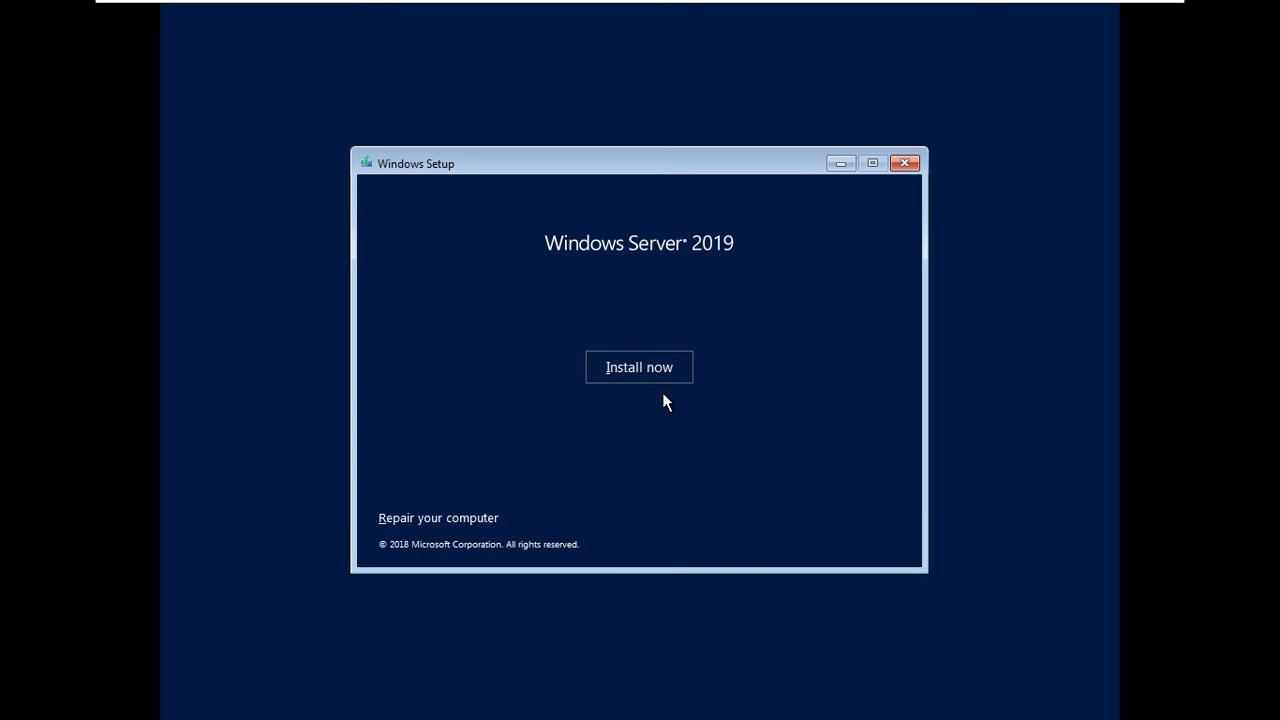 Windows Setup
Windows Server® 2019
Install now
Repair your computer
© 2018 Microsoft Corporation. All rights reserved.